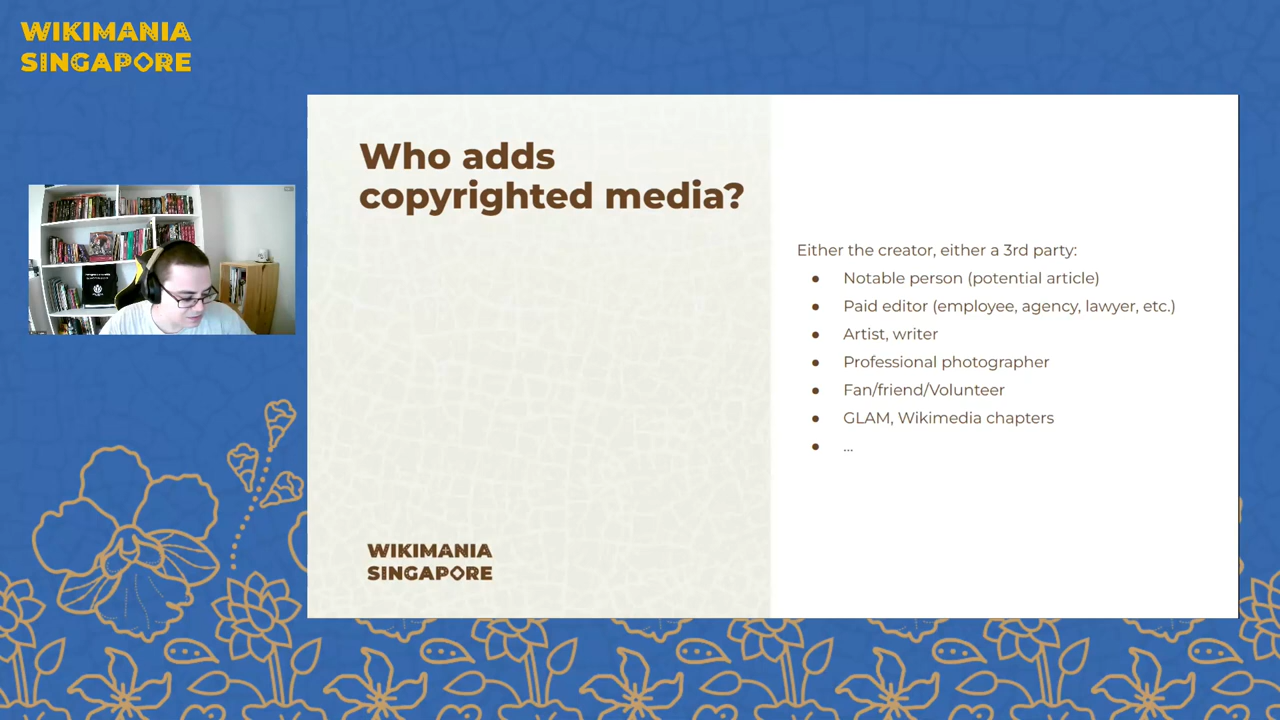 WIKIMANIA
SINGAPORE
Who adds
copyrighted media?
Either the creator, either a 3rd party:
● Notable person (potential article)
● Paid editor (employee, agency, lawyer, etc.)
● Artist, writer
● Professional photographer
● Fan/friend/Volunteer
● GLAM, Wikimedia chapters
● ...
WIKIMANIA
SINGAPORE